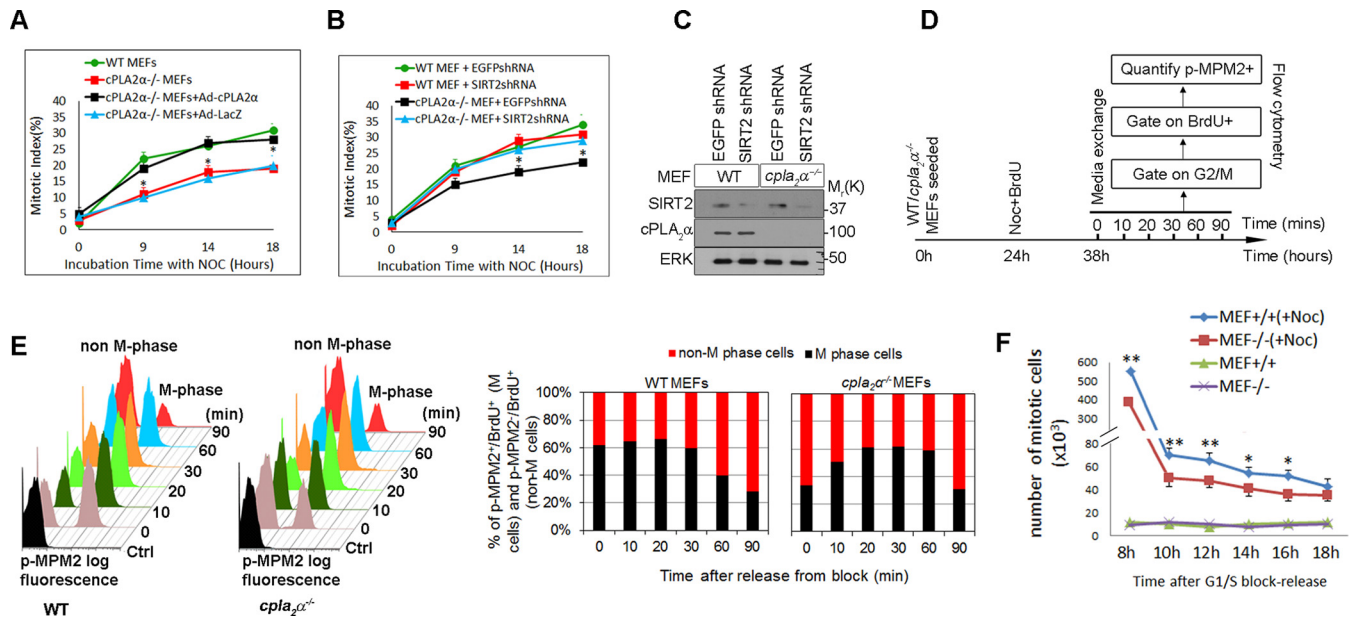 A
WT MEFs
cPLA2α-/- MEFs
cPLA2α-/- MEFs+Ad-cPLA2α
cPLA2α-/- MEFs+Ad-LacZ
Mitotic Index(%)
40
35
30
25
20
15
10
5
0
* * *
0 9 14 18
Incubation Time with NOC (Hours)
B
WT MEF + EGFPshRNA
WT MEF + SIRT2shRNA
cPLA2α-/- MEF+ EGFPshRNA
cPLA2α-/- MEF+ SIRT2shRNA
Mitotic Index(%)
40
35
30
25
20
15
10
5
0
* *
0 9 14 18
Incubation Time with NOC (Hours)
C
EGFP shRNA
SIRT2 shRNA
EGFP shRNA
SIRT2 shRNA
MEF WT cpla₂α⁻/⁻
Mr(K)
SIRT2 -37
cPLA₂α -100
ERK -50
D
Quantify p-MPM2+
Gate on BrdU+
Gate on G2/M
Flow cytometry
Media exchange
WT/cpla₂α⁻/⁻
MEFs seeded
Noc+BrdU
0 10 20 30 60 90 Time (mins)
0h 24h 38h Time (hours)
E
non M-phase
M-phase
(min)
90
60
30
20
10
0
Ctrl
p-MPM2 log
fluorescence
WT
non M-phase
M-phase
(min)
90
60
30
20
10
0
Ctrl
p-MPM2 log
fluorescence
cpla₂α⁻/⁻
non-M phase cells M phase cells
WT MEFs cpla₂α⁻/⁻MEFs
% of p-MPM2⁺/BrdU⁺ (M
cells) and p-MPM2⁻/BrdU⁺
(non-M cells)
100%
80%
60%
40%
20%
0%
0 10 20 30 60 90 0 10 20 30 60 90
Time after release from block (min)
F
MEF+/+(+Noc)
MEF-/-(+Noc)
MEF+/+
MEF-/-
number of mitotic cells
(x10³)
600
500
400
300
80
60
40
20
0
** ** ** * *
8h 10h 12h 14h 16h 18h
Time after G1/S block-release